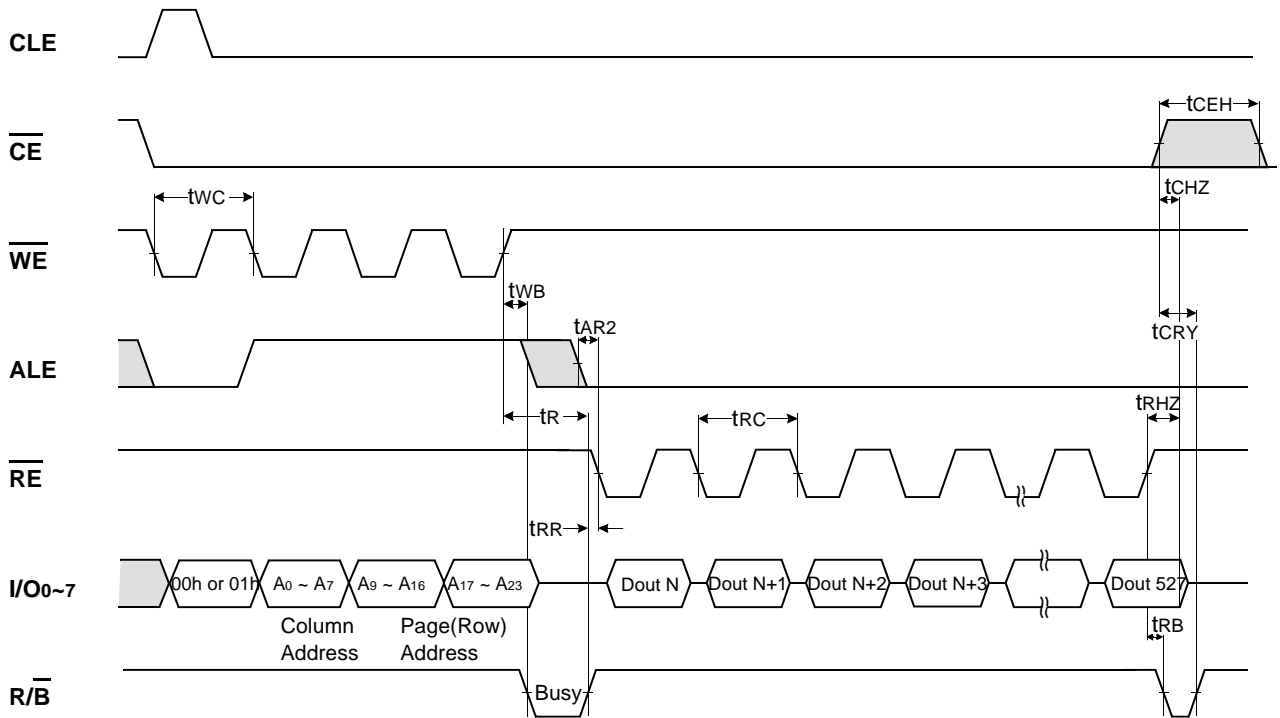 CLE
CE
tCEH
tCHZ
tWC
WE
tWB
tCRY
tAR2
ALE
tRHZ
tR
tRC
RE
tRR
I/O0~7
00h or 01h
A0 ~ A7
A9 ~ A16
A17 ~ A23
Dout N
Dout N+1
Dout N+2
Dout N+3
Dout 527
Column
Address
Page(Row)
Address
tRB
R/B
Busy